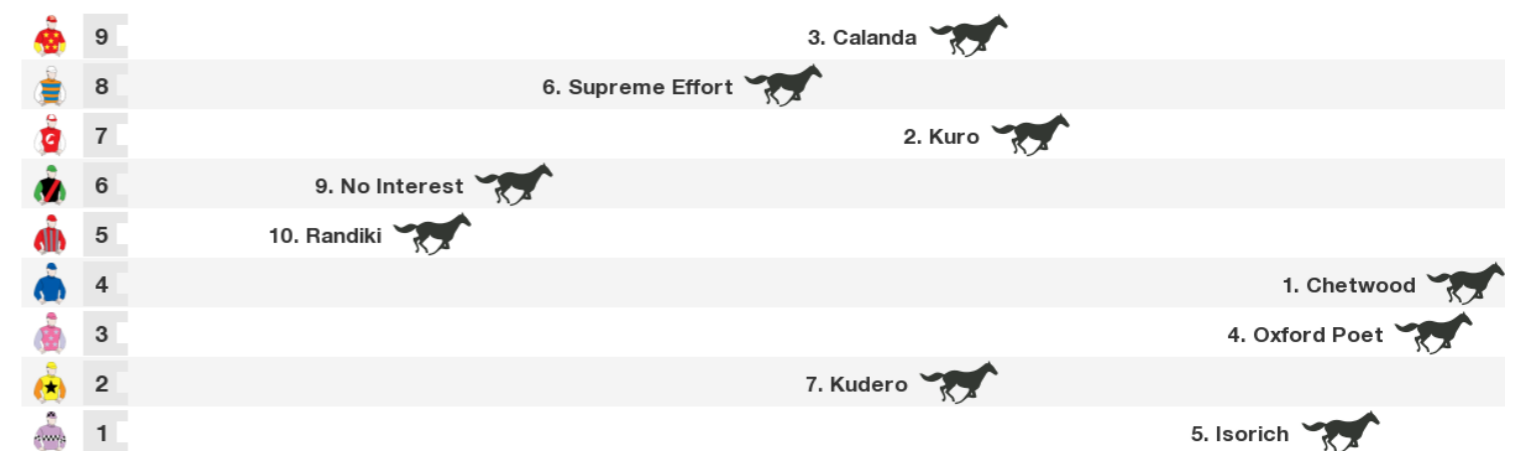 9 3. Calanda
8 6. Supreme Effort
7 2. Kuro
6 9. No Interest
5 10. Randiki
4 1. Chetwood
3 4. Oxford Poet
2 7. Kudero
1 5. Isorich